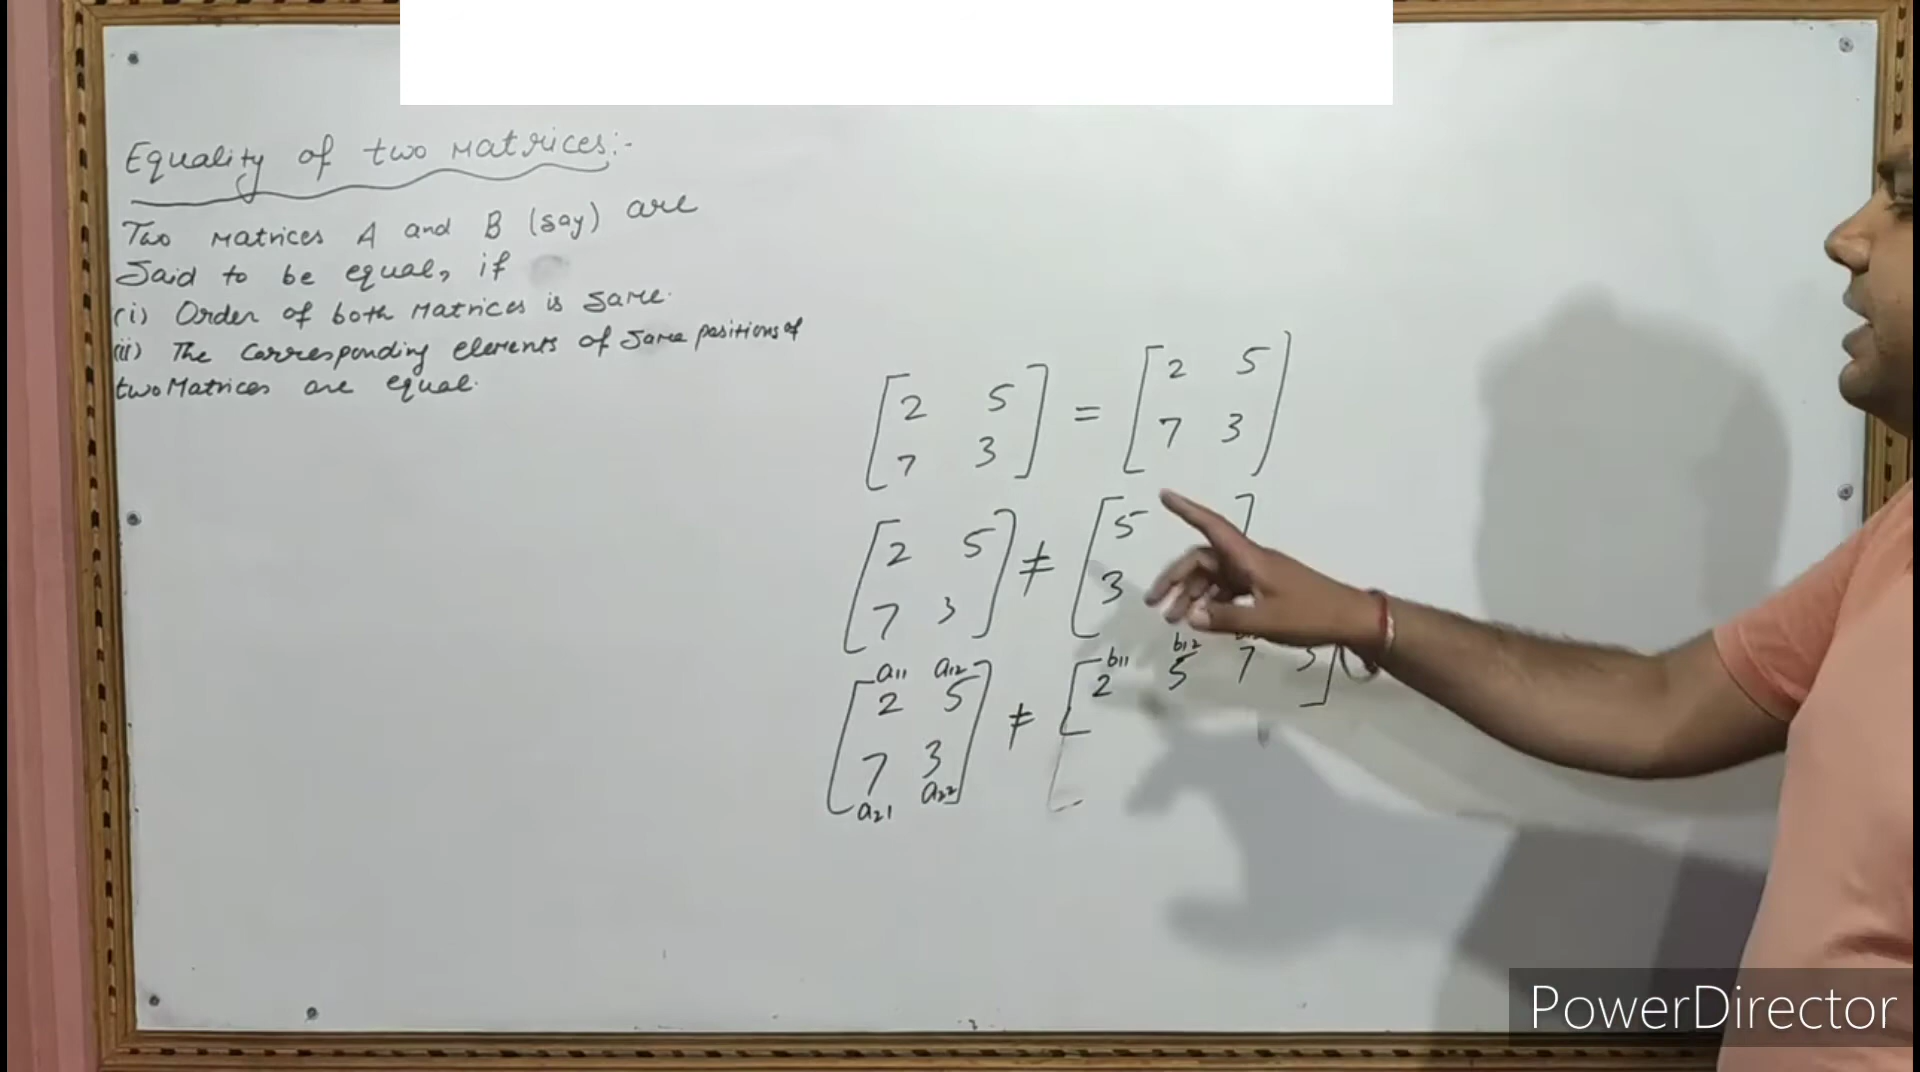 Equality of two Matrices:-
Two Matrices A and B (say) are
Said to be equal, if
(i) Order of both Matrices is same.
(ii) The Corresponding elements of Same positions of
two Matrices are equal.
2 5 = 2 5
7 3 7 3
2 5 ≠ 5
7 3 3
a11 a12 b11 b12
2 5 ≠ 2 5 7
7 3
a21 a22
PowerDirector